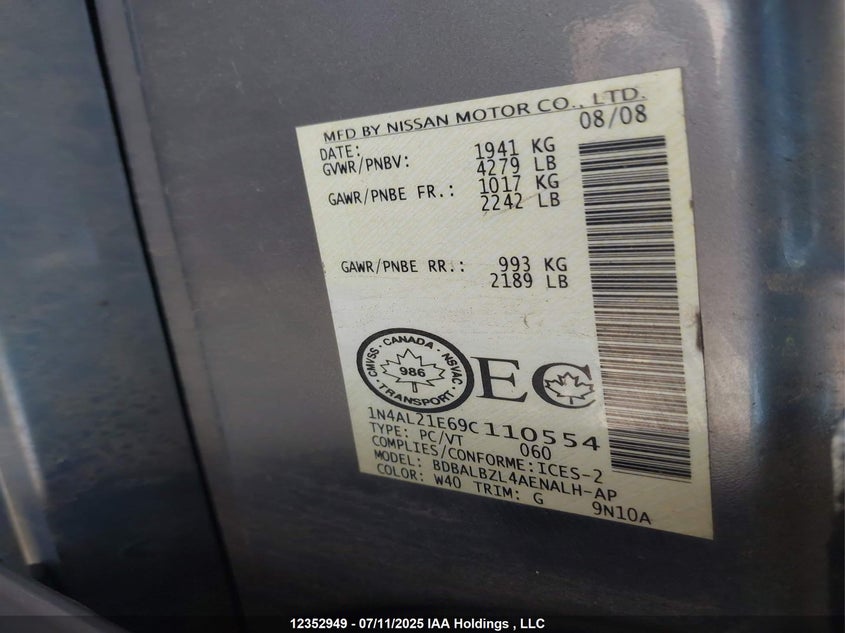 MFD BY NISSAN MOTOR CO., LTD.
DATE: 08/08
GVWR/PNBV: 1941 KG
4279 LB
GAWR/PNBE FR.: 1017 KG
2242 LB
GAWR/PNBE RR.: 993 KG
2189 LB
CMVSS · CANADA · NSVAC · TRANSPORT ·
986
EC
1N4AL21E69C110554
TYPE: PC/VT 060
COMPLIES/CONFORME:ICES-2
MODEL: BDBALBZL4AENALH-AP
COLOR: W40 TRIM: G 9N10A
12352949 - 07/11/2025 IAA Holdings , LLC